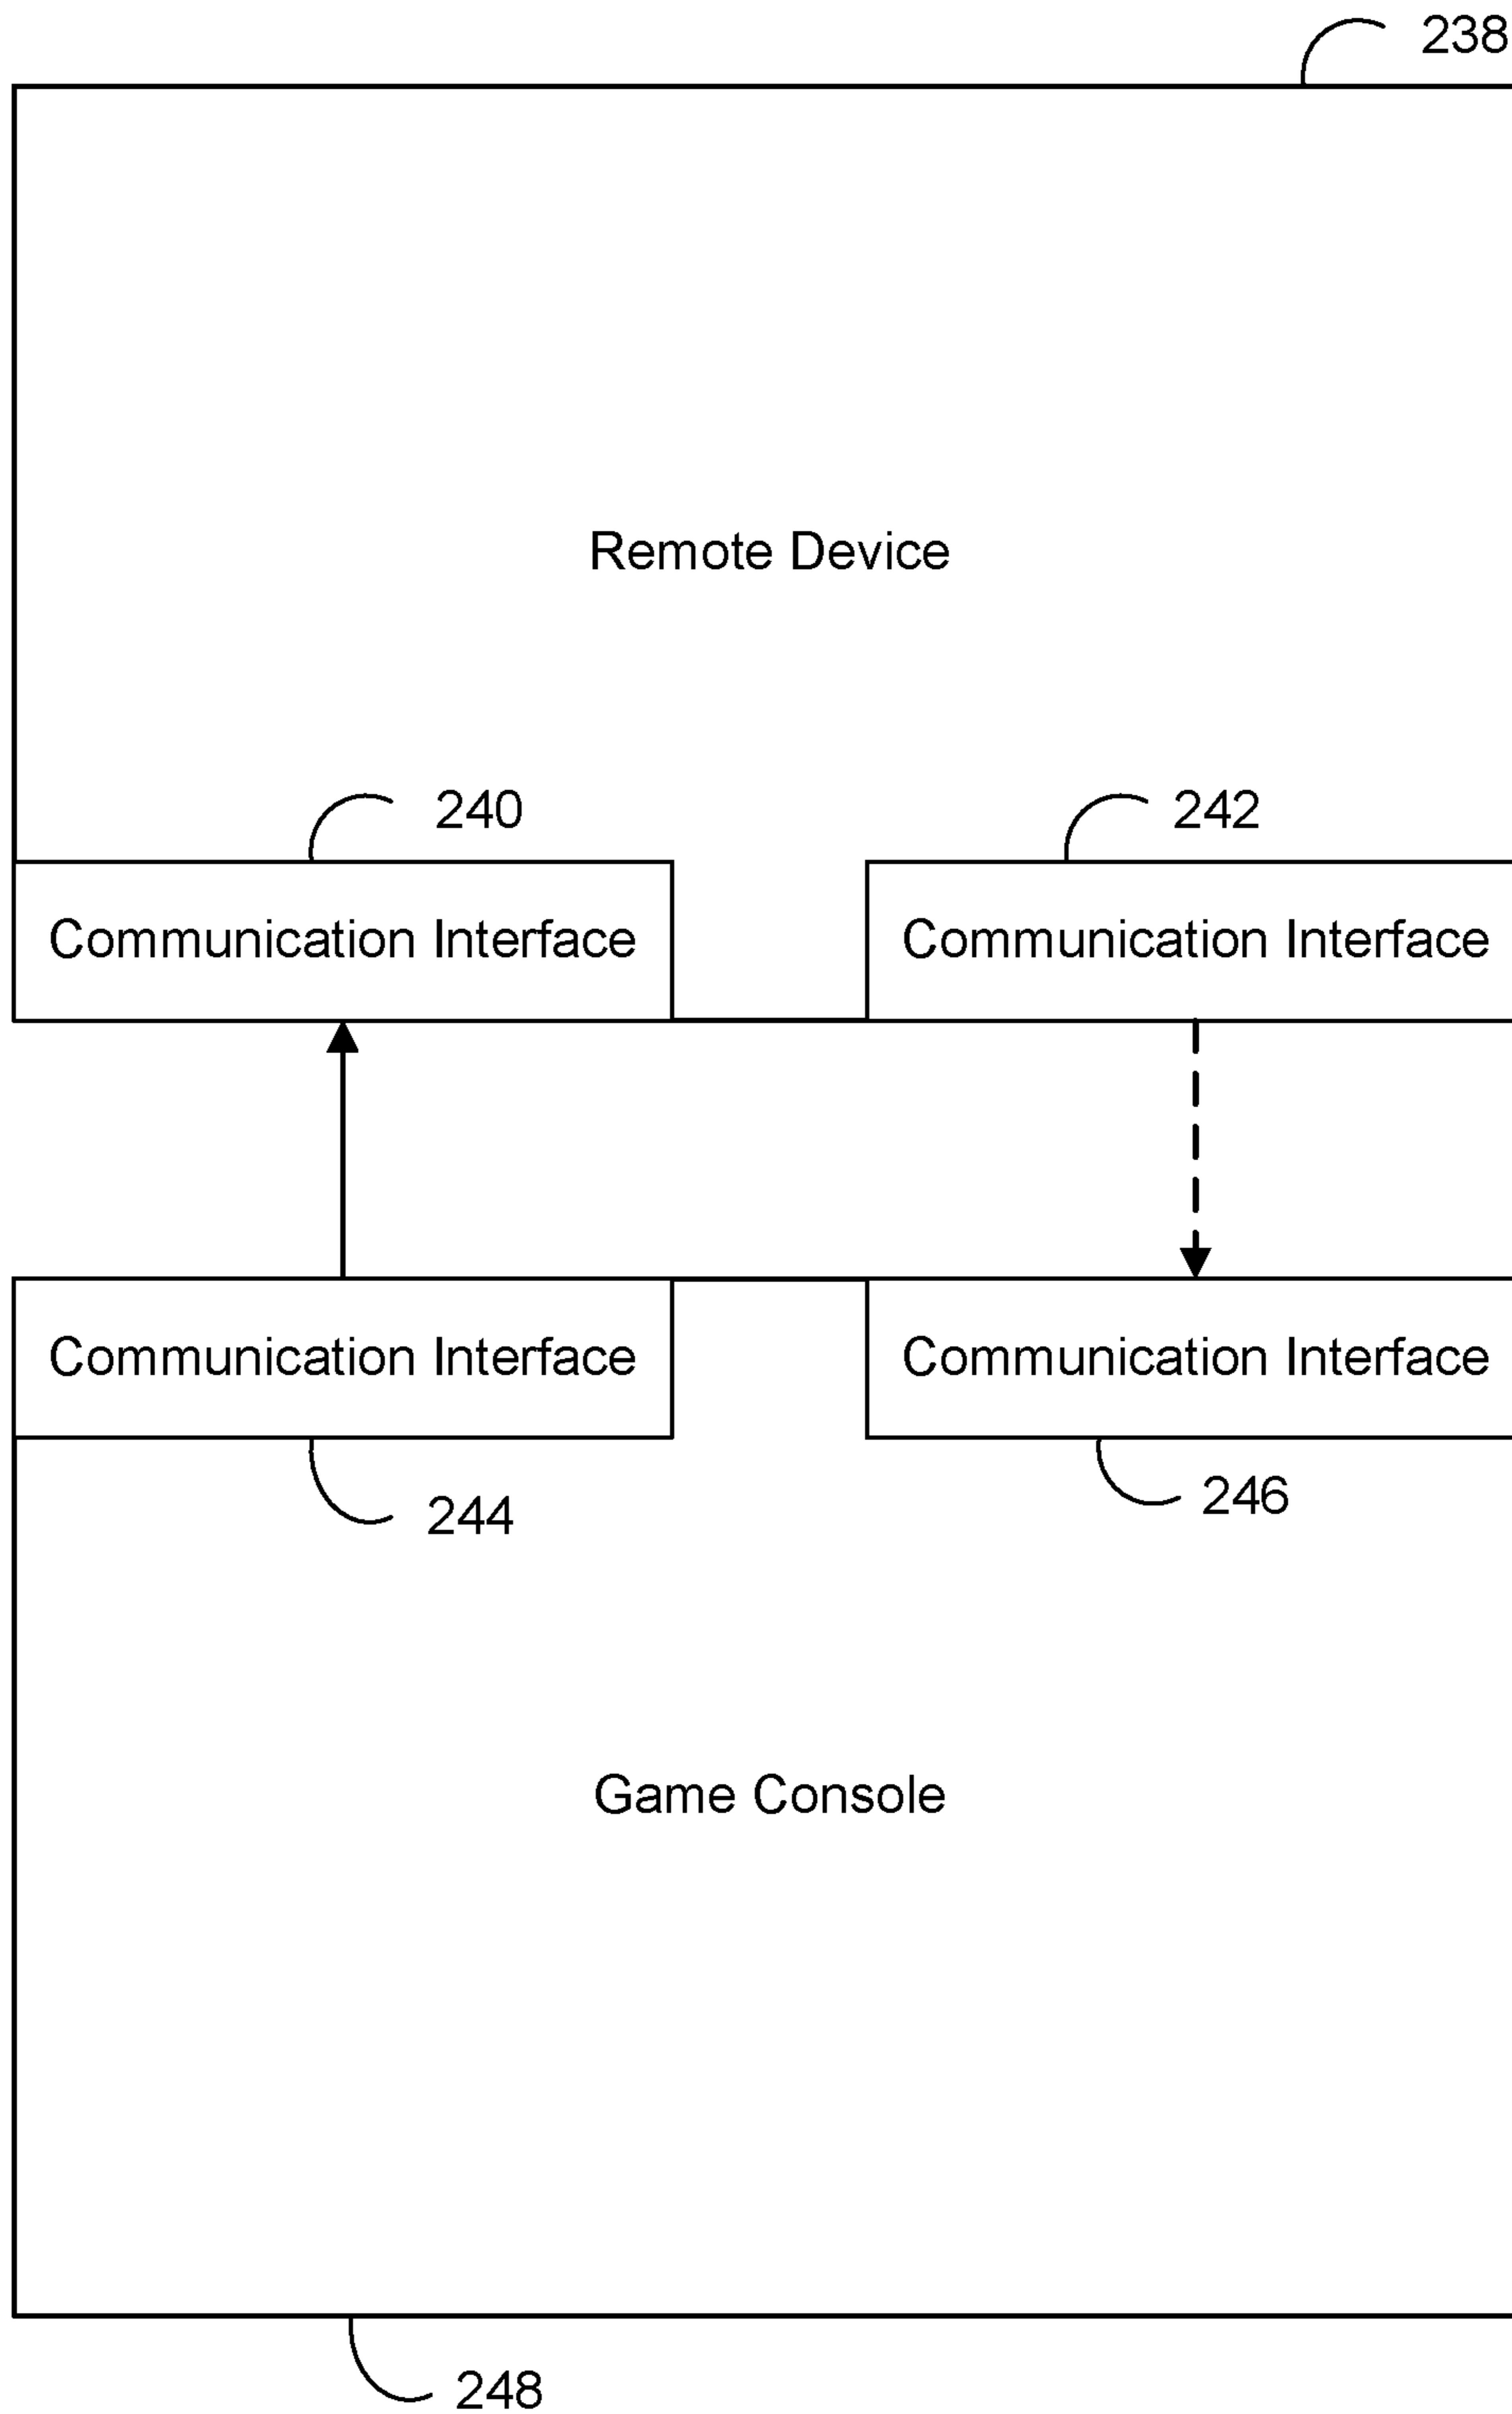 238
Remote Device
240
242
Communication Interface
Communication Interface
Communication Interface
Communication Interface
244
246
Game Console
248